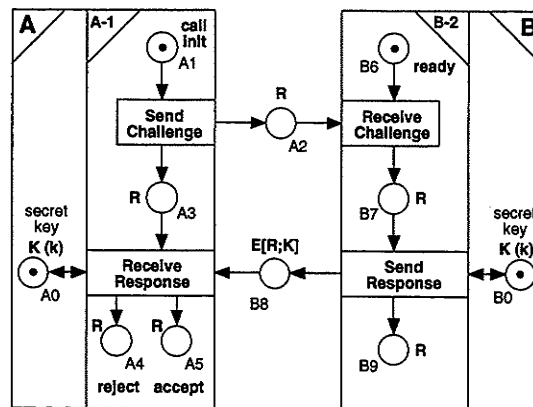 A
A-1
call
init
A1
B-2
B
B6
ready
Send
Challenge
R
A2
Receive
Challenge
R
A3
B7
R
secret
key
K (k)
A0
Receive
Response
E[R;K]
B8
Send
Response
secret
key
K (k)
B0
R
A4
R
A5
reject
accept
B9
R